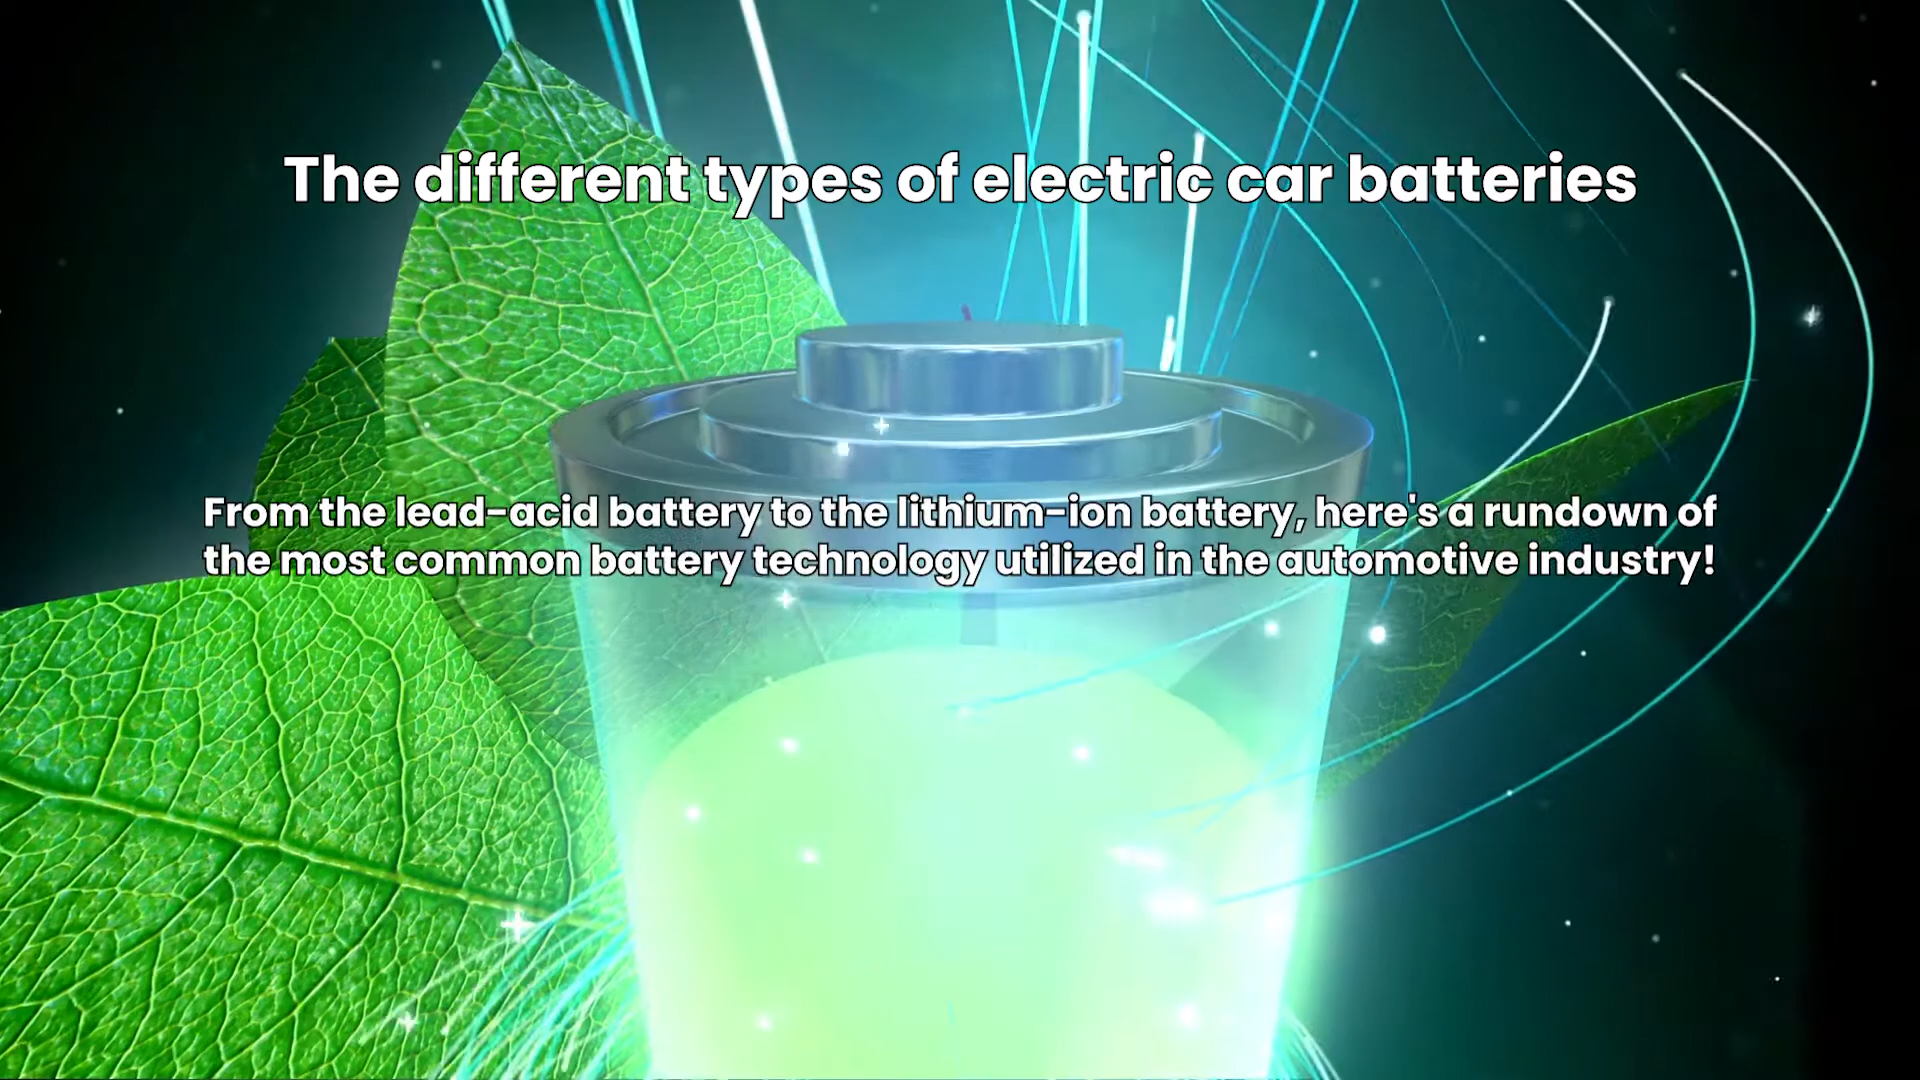 The different types of electric car batteries
From the lead-acid battery to the lithium-ion battery, here's a rundown of
the most common battery technology utilized in the automotive industry!